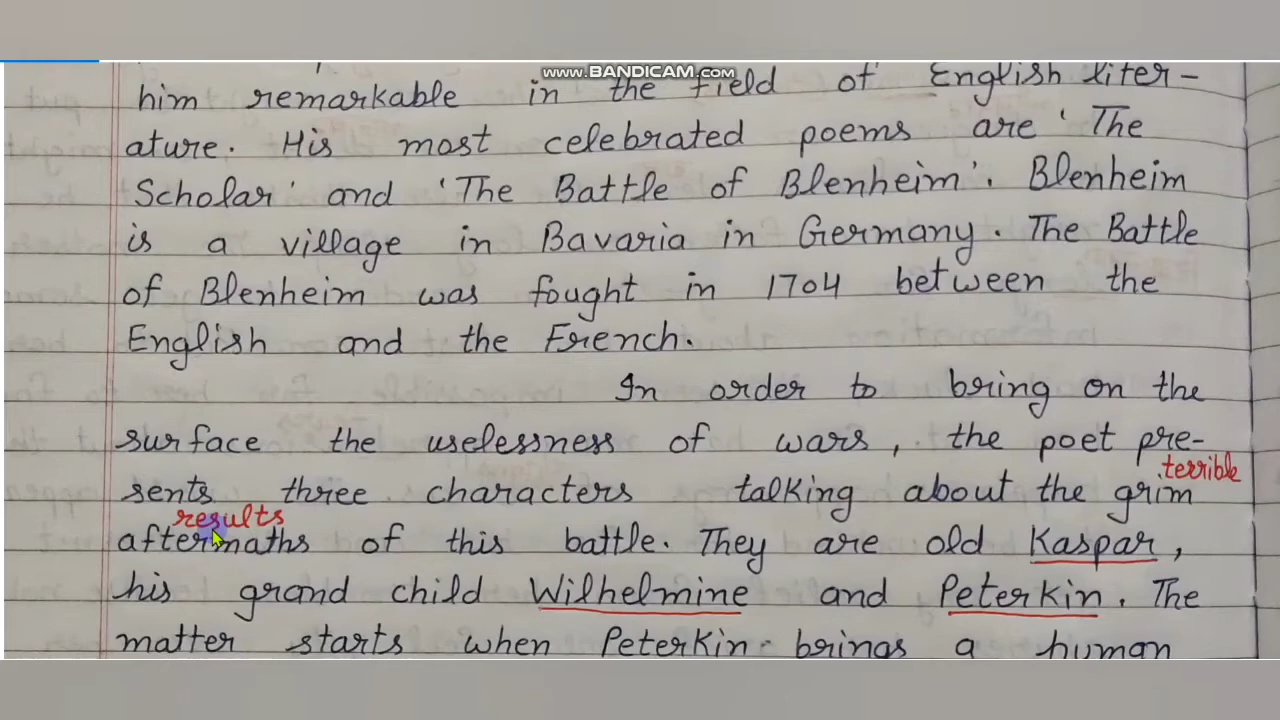 www.BANDICAM.com
him remarkable in the field of English liter-
ature. His most celebrated poems are 'The
Scholar' and 'The Battle of Blenheim'. Blenheim
is a village in Bavaria in Germany. The Battle
of Blenheim was fought in 1704 between the
English and the French.
In order to bring on the
surface the uselessness of wars, the poet pre-
terrible
sents three characters talking about the grim
results
aftermaths of this battle. They are old Kaspar,
his grand child Wilhelmine and Peterkin. The
matter starts when Peterkin brings a human